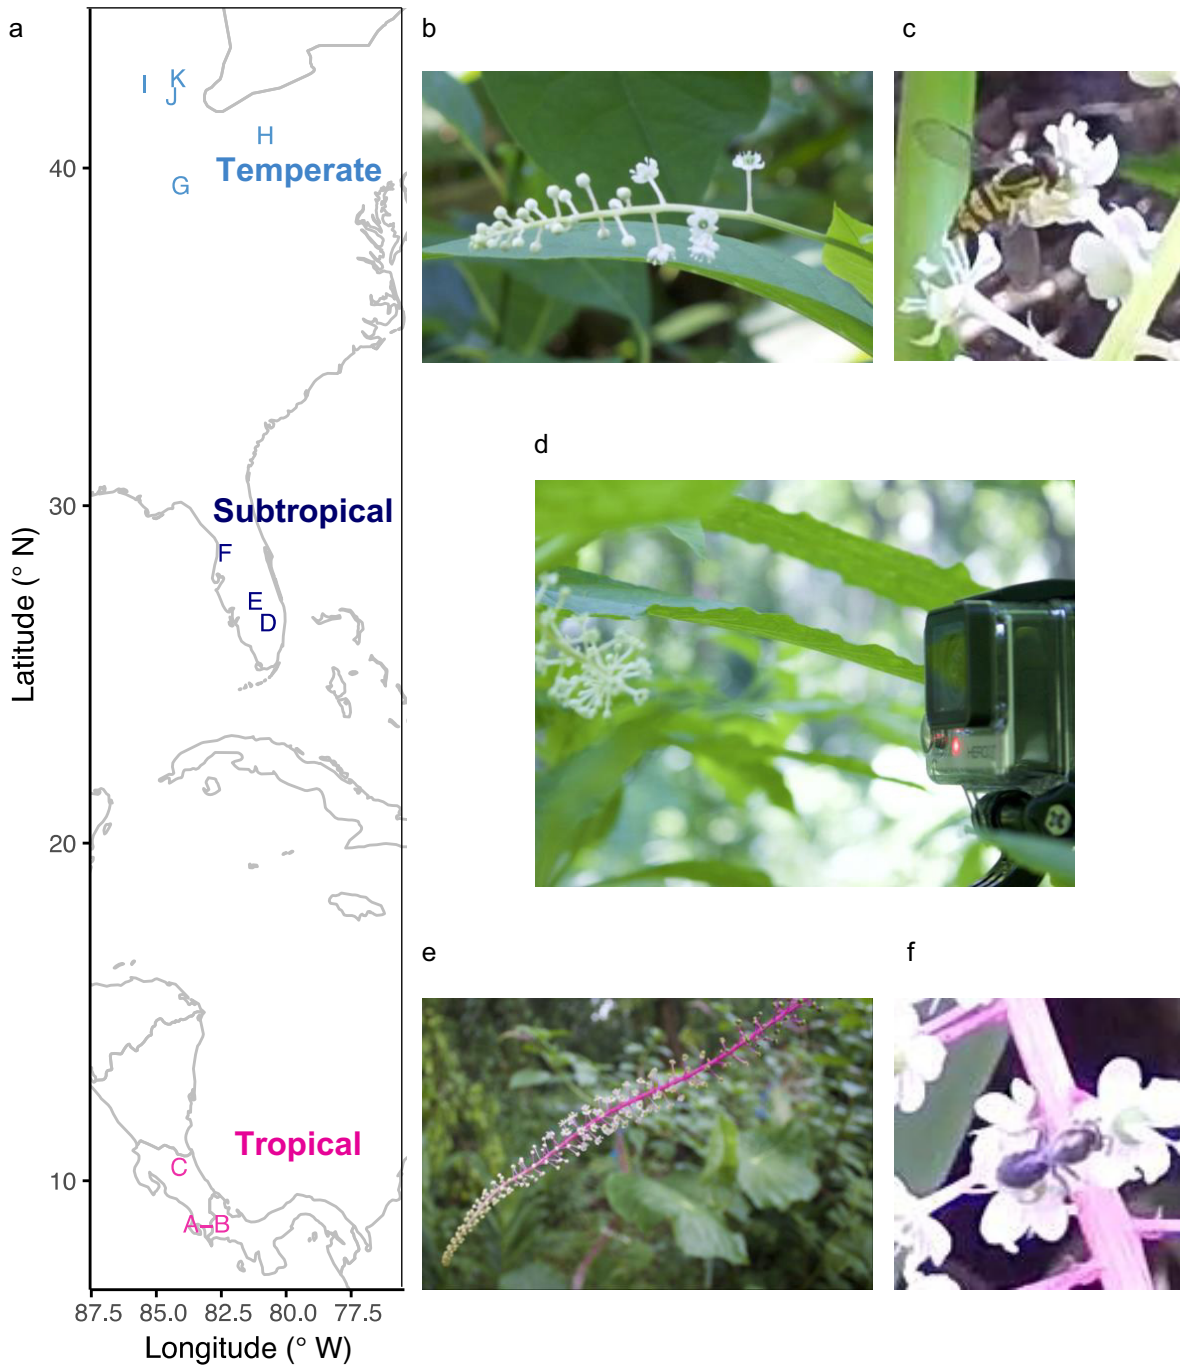 a
b
c
I K
J
H
Temperate
40
G
d
30
Subtropical
F
E
D
Latitude (° N)
HERO
20
e
f
Tropical
C
10
A–B
87.5 85.0 82.5 80.0 77.5
Longitude (° W)